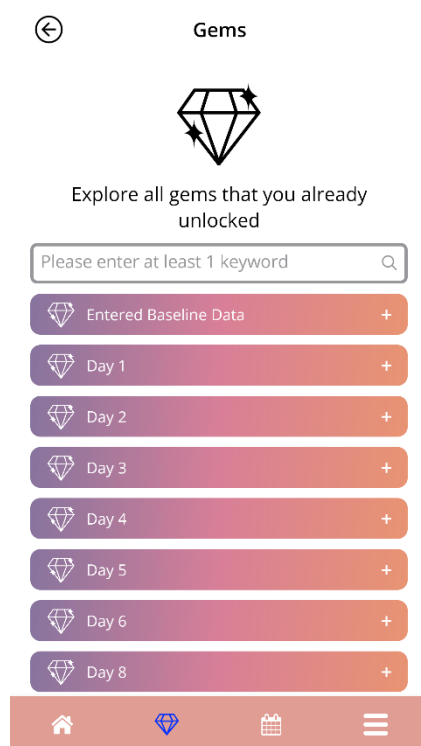 Gems
Explore all gems that you already
unlocked
Please enter at least 1 keyword
Entered Baseline Data +
Day 1 +
Day 2 +
Day 3 +
Day 4 +
Day 5 +
Day 6 +
Day 8 +